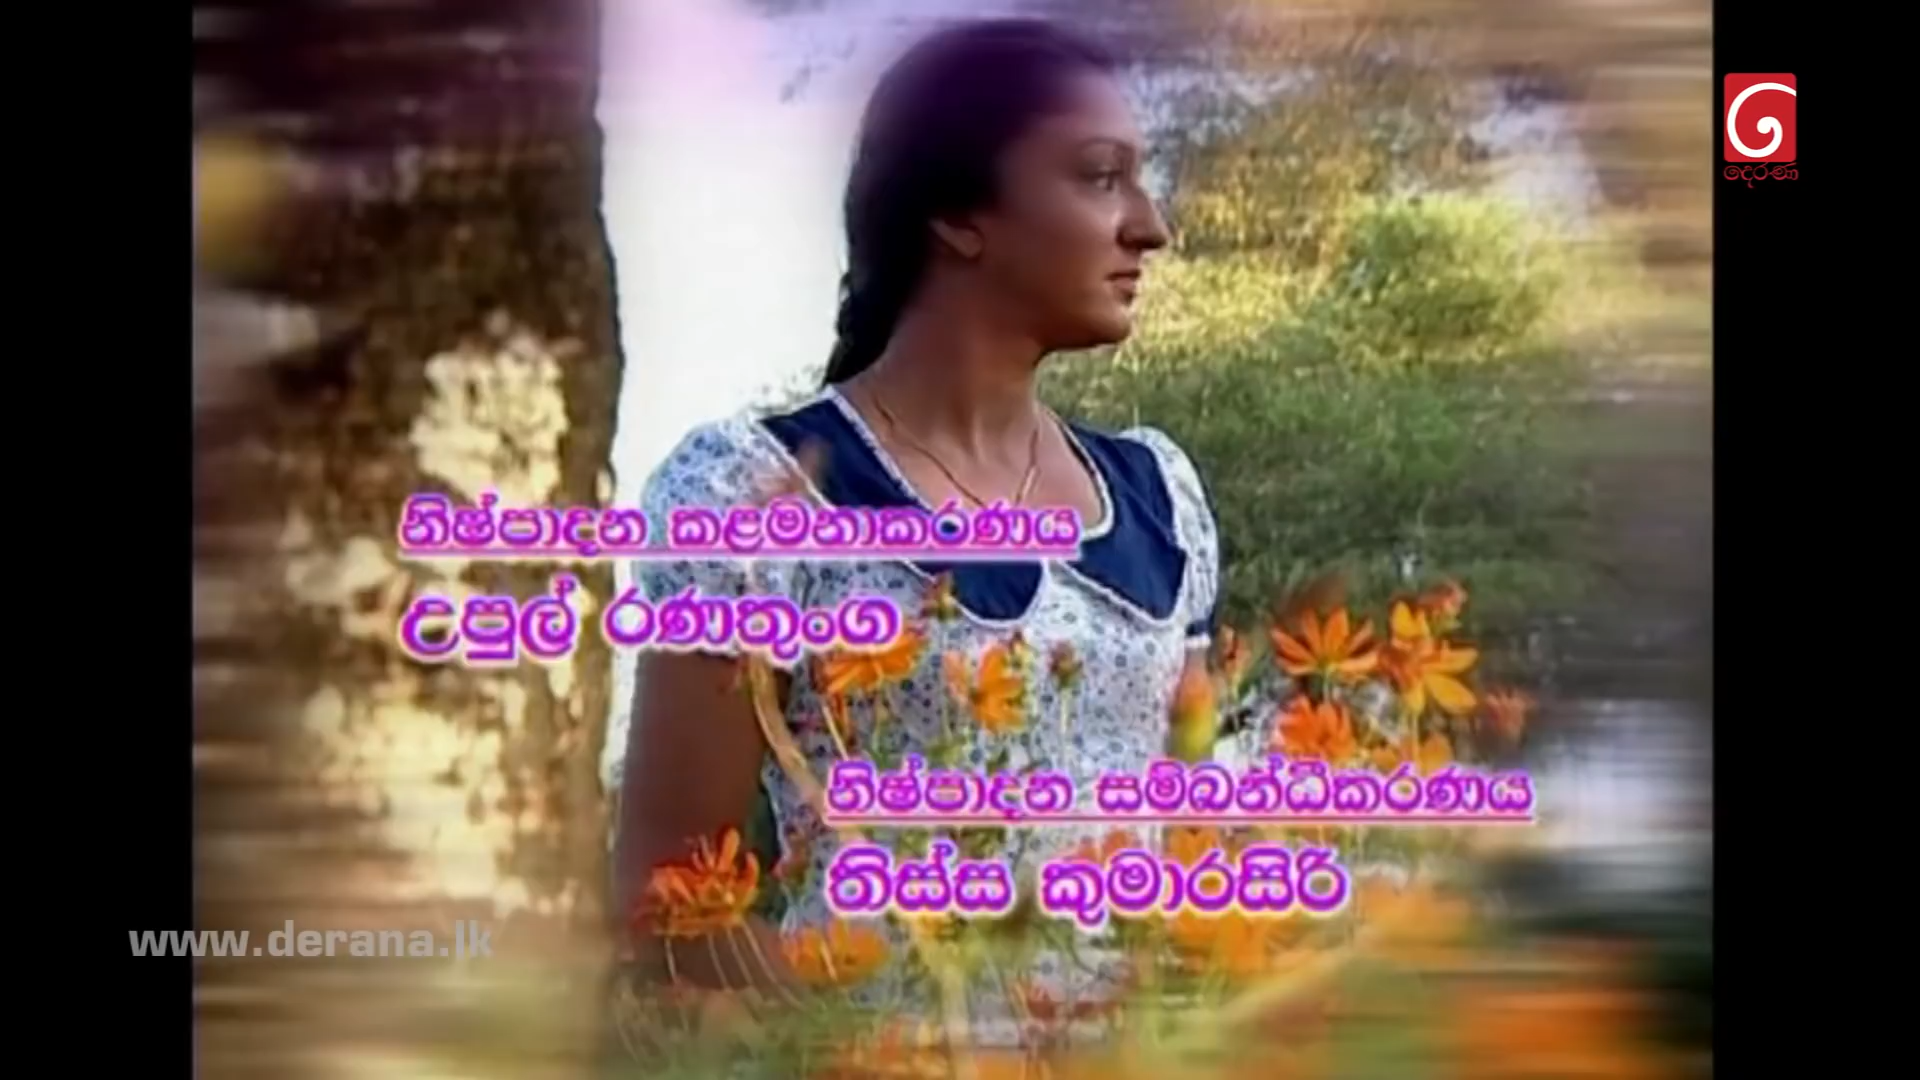 දෙරණ
නිෂ්පාදන කළමනාකරණය
උපුල් රණතුංග
නිෂ්පාදන සම්බන්ධීකරණය
තිස්ස කුමාරසිරි
www.derana.lk